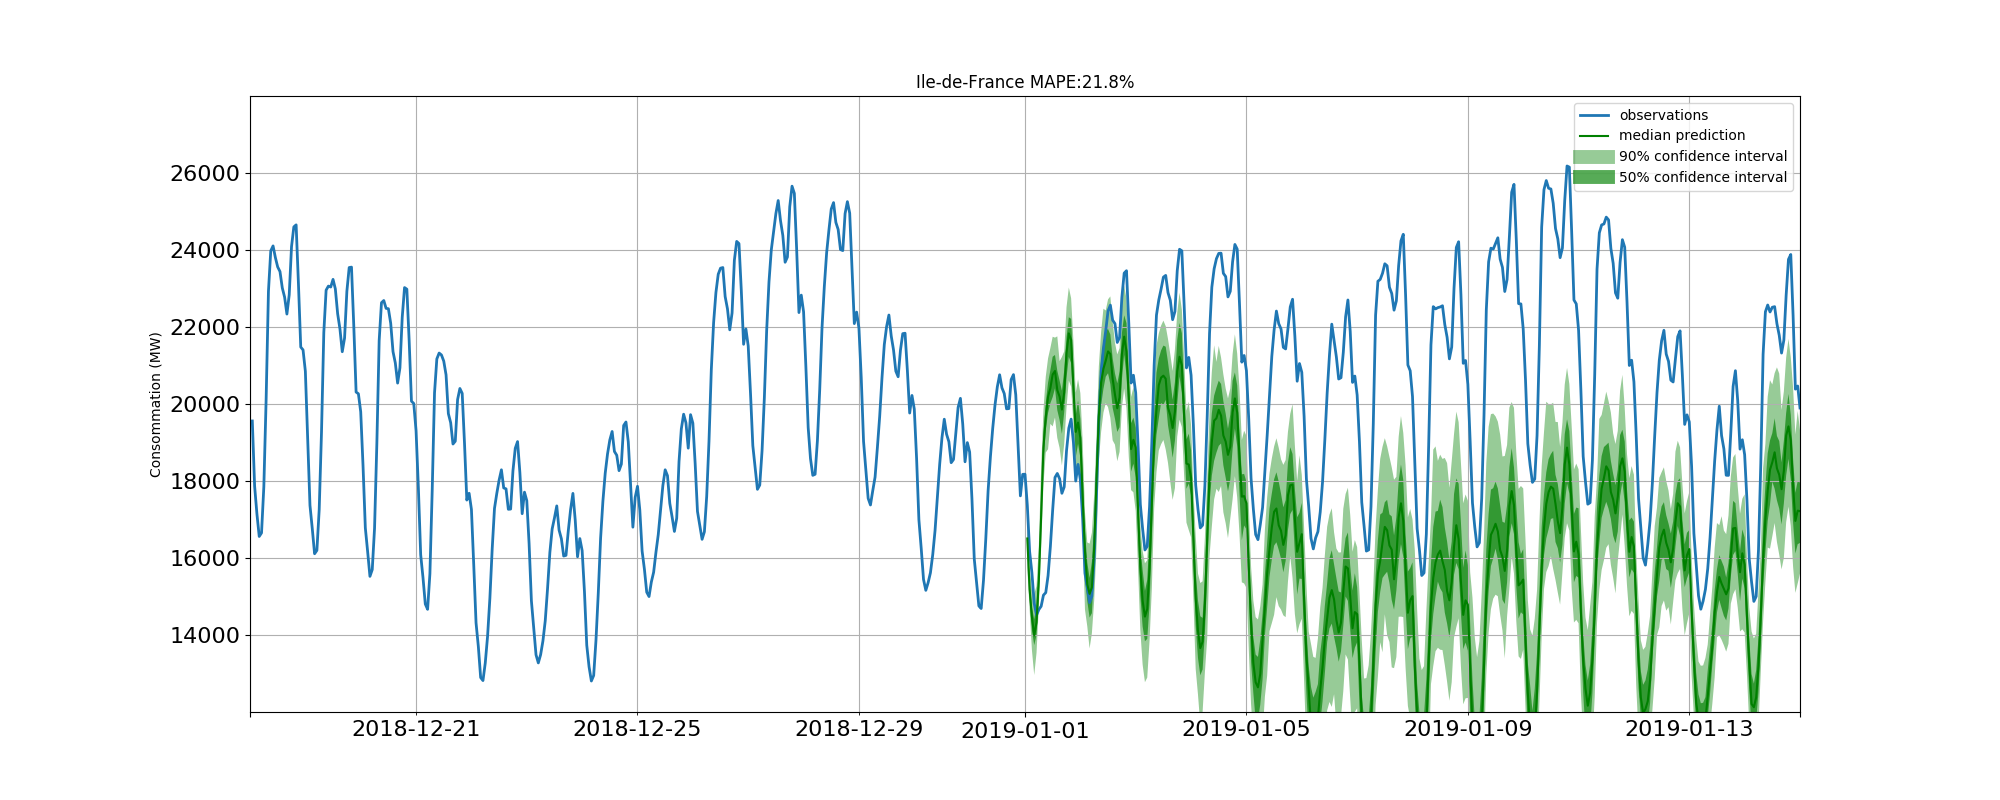 Ile-de-France MAPE:21.8%
observations
median prediction
90% confidence interval
50% confidence interval
Consommation (MW)
26000
24000
22000
20000
18000
16000
14000
2018-12-21 2018-12-25 2018-12-29 2019-01-01 2019-01-05 2019-01-09 2019-01-13